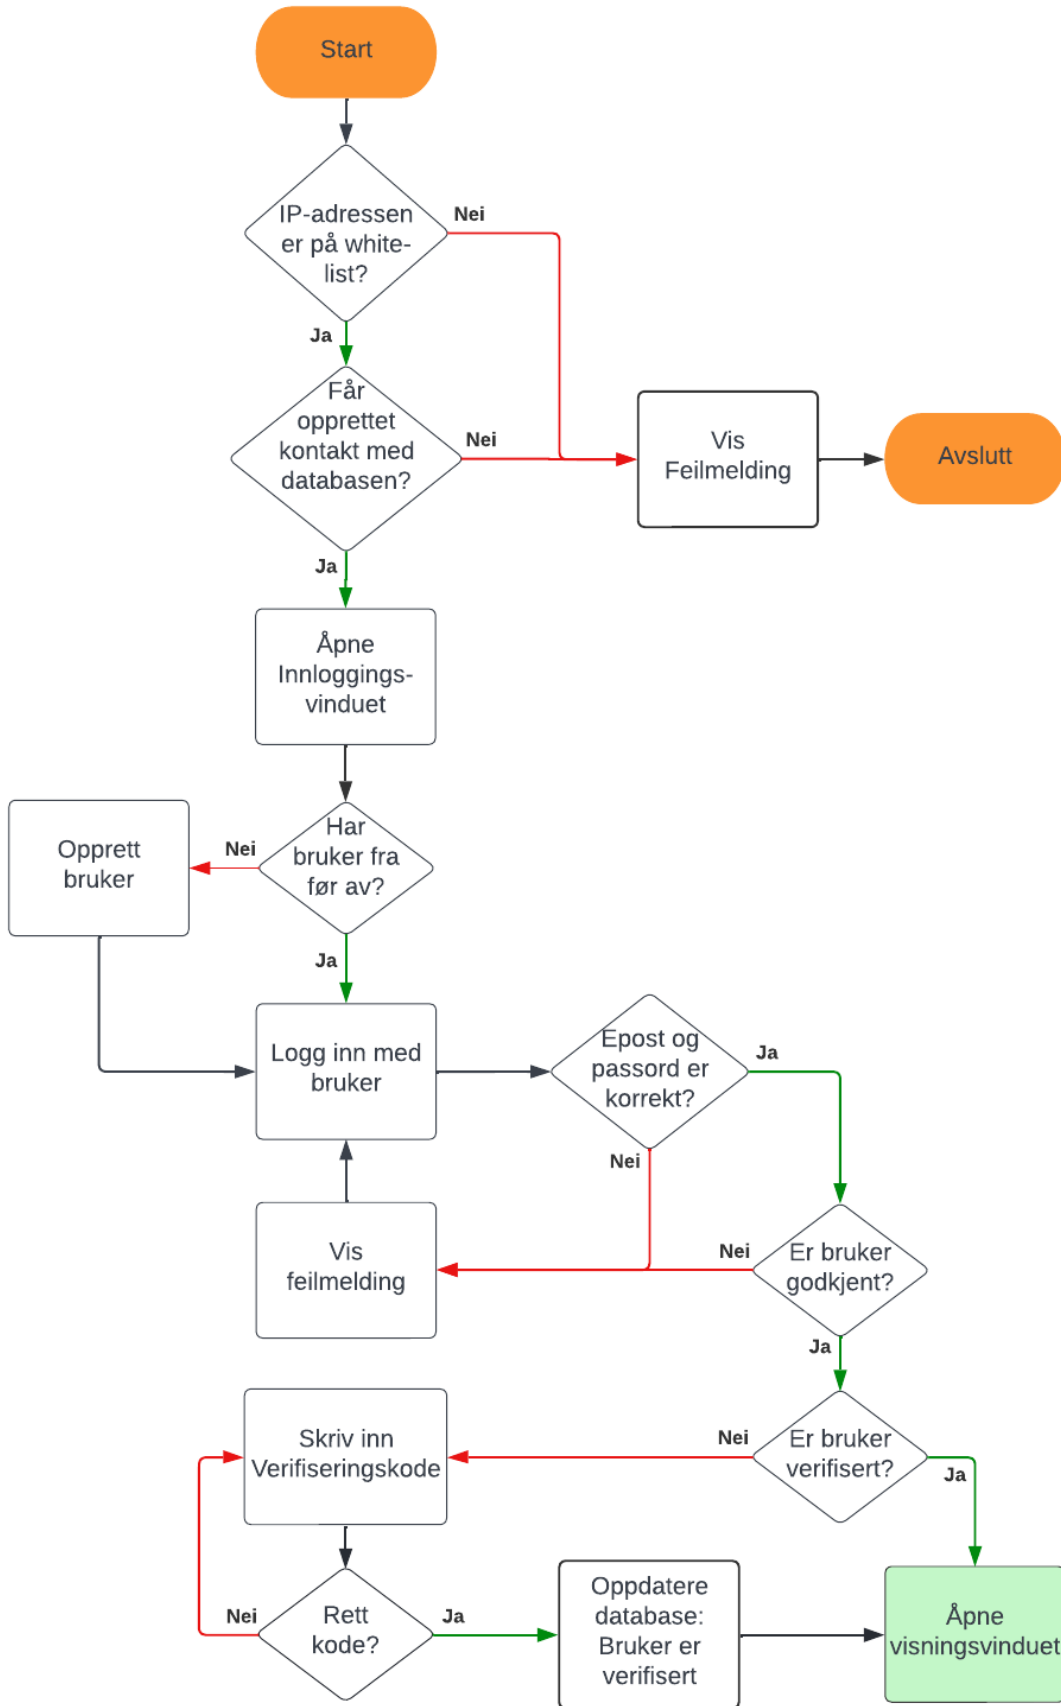 Start
IP-adressen
er på white-
list?
Nei
Ja
Får
opprettet
kontakt med
databasen?
Nei
Vis
Feilmelding
Avslutt
Ja
Åpne
Innloggings-
vinduet
Har
bruker fra
før av?
Nei
Opprett
bruker
Ja
Logg inn med
bruker
Epost og
passord er
korrekt?
Ja
Nei
Vis
feilmelding
Er bruker
godkjent?
Nei
Ja
Er bruker
verifisert?
Nei
Ja
Skriv inn
Verifiseringskode
Rett
kode?
Nei
Ja
Oppdatere
database:
Bruker er
verifisert
Åpne
visningsvinduet